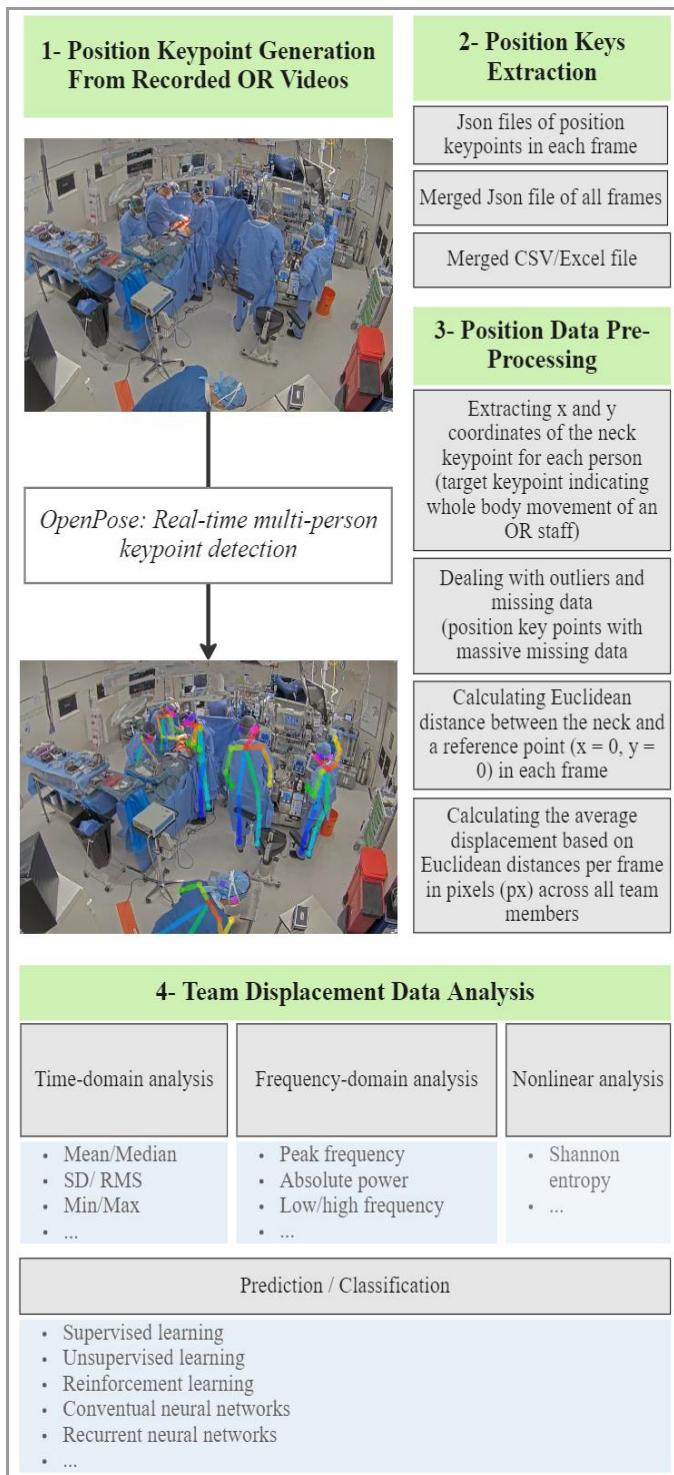 1- Position Keypoint Generation
From Recorded OR Videos
OpenPose: Real-time multi-person
keypoint detection
2- Position Keys
Extraction
Json files of position
keypoints in each frame
Merged Json file of all frames
Merged CSV/Excel file
3- Position Data Pre-
Processing
Extracting x and y
coordinates of the neck
keypoint for each person
(target keypoint indicating
whole body movement of an
OR staff)
Dealing with outliers and
missing data
(position key points with
massive missing data
Calculating Euclidean
distance between the neck and
a reference point (x = 0, y =
0) in each frame
Calculating the average
displacement based on
Euclidean distances per frame
in pixels (px) across all team
members
4- Team Displacement Data Analysis
Time-domain analysis
• Mean/Median
• SD/ RMS
• Min/Max
• ...
Frequency-domain analysis
• Peak frequency
• Absolute power
• Low/high frequency
• ...
Nonlinear analysis
• Shannon
entropy
• ...
Prediction / Classification
• Supervised learning
• Unsupervised learning
• Reinforcement learning
• Conventual neural networks
• Recurrent neural networks
• ...